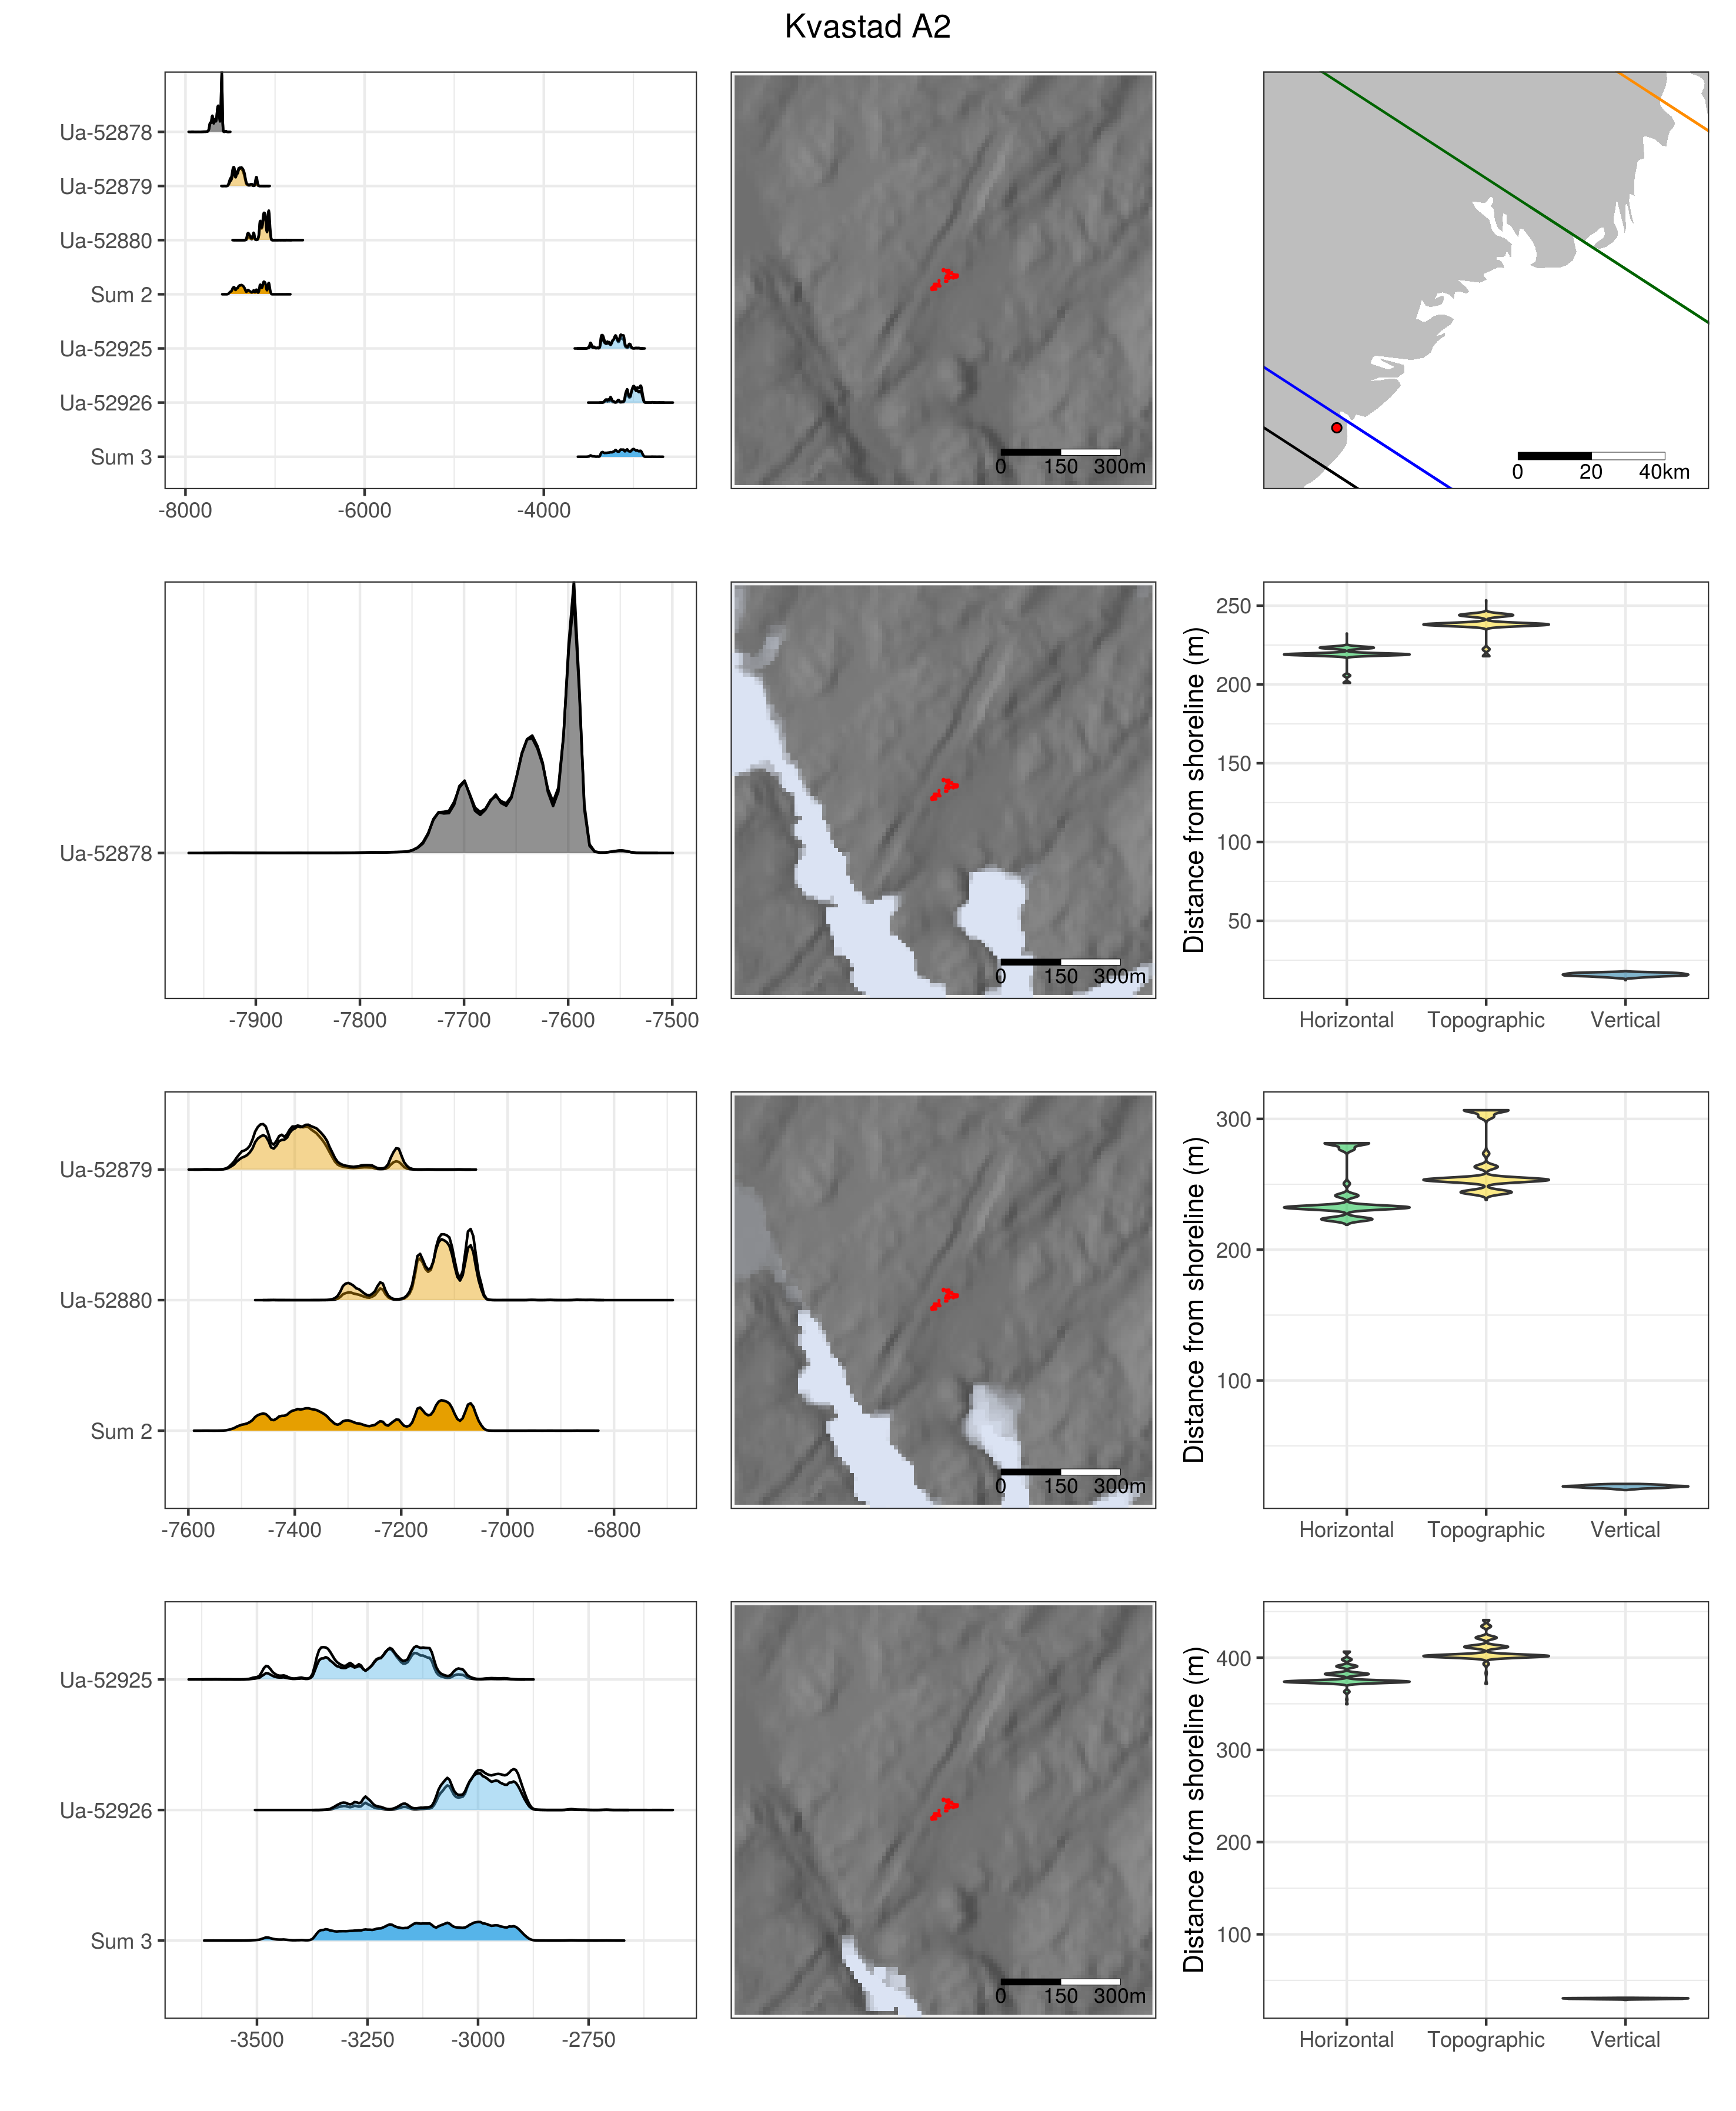 Kvastad A2
Ua-52878
Ua-52879
Ua-52880
Sum 2
Ua-52925
Ua-52926
Sum 3
-8000 -6000 -4000
0 150 300m
0 20 40km
Ua-52878
-7900 -7800 -7700 -7600 -7500
0 150 300m
Distance from shoreline (m)
250
200
150
100
50
Horizontal Topographic Vertical
Ua-52879
Ua-52880
Sum 2
-7600 -7400 -7200 -7000 -6800
0 150 300m
Distance from shoreline (m)
300
200
100
Horizontal Topographic Vertical
Ua-52925
Ua-52926
Sum 3
-3500 -3250 -3000 -2750
0 150 300m
Distance from shoreline (m)
400
300
200
100
Horizontal Topographic Vertical